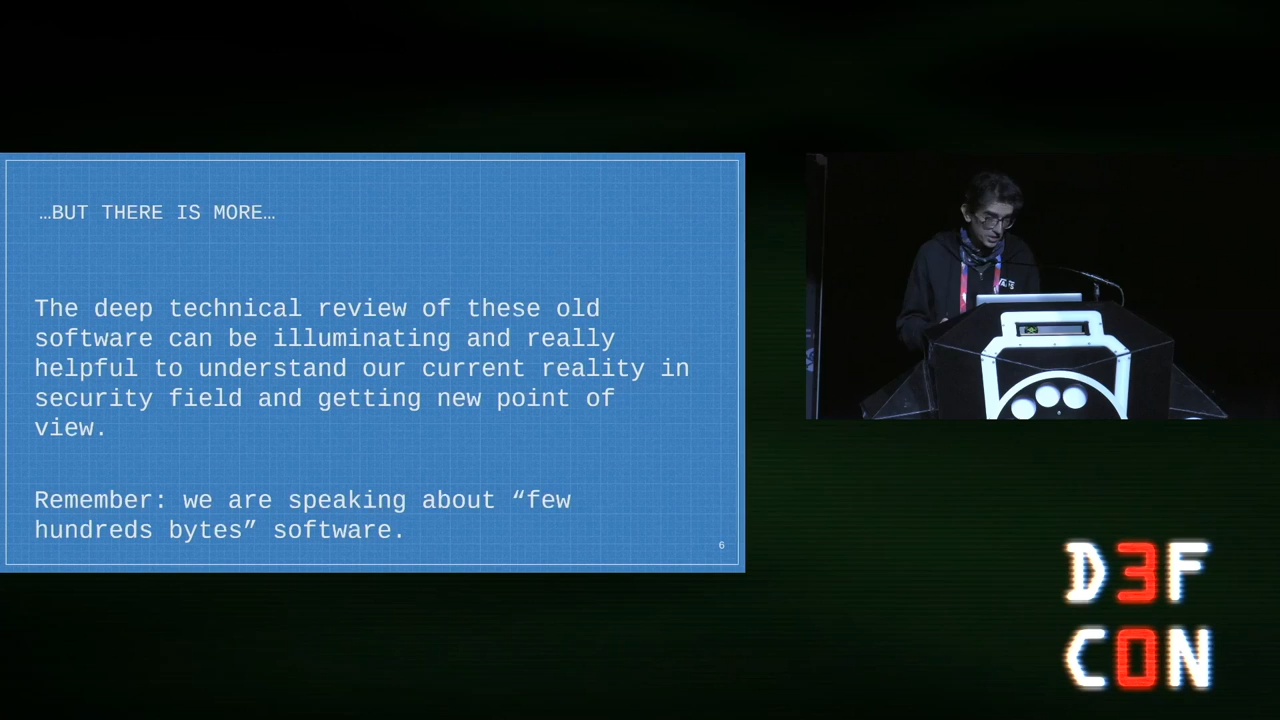 …BUT THERE IS MORE…
The deep technical review of these old
software can be illuminating and really
helpful to understand our current reality in
security field and getting new point of
view.
Remember: we are speaking about “few
hundreds bytes” software.
6
D3F
C0N